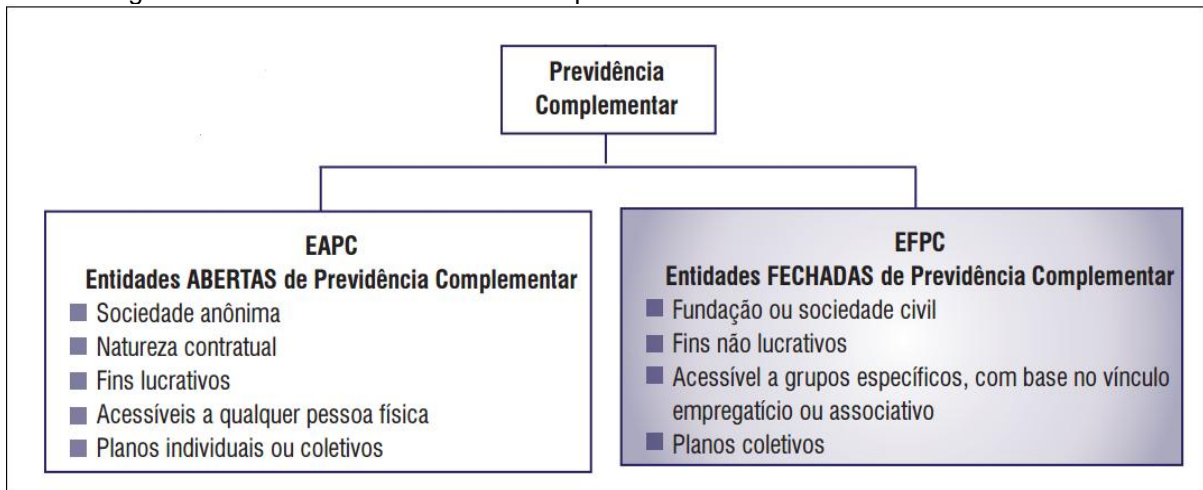 Previdência
Complementar
EAPC
Entidades ABERTAS de Previdência Complementar
Sociedade anônima
Natureza contratual
Fins lucrativos
Acessíveis a qualquer pessoa física
Planos individuais ou coletivos
EFPC
Entidades FECHADAS de Previdência Complementar
Fundação ou sociedade civil
Fins não lucrativos
Acessível a grupos específicos, com base no vínculo
empregatício ou associativo
Planos coletivos